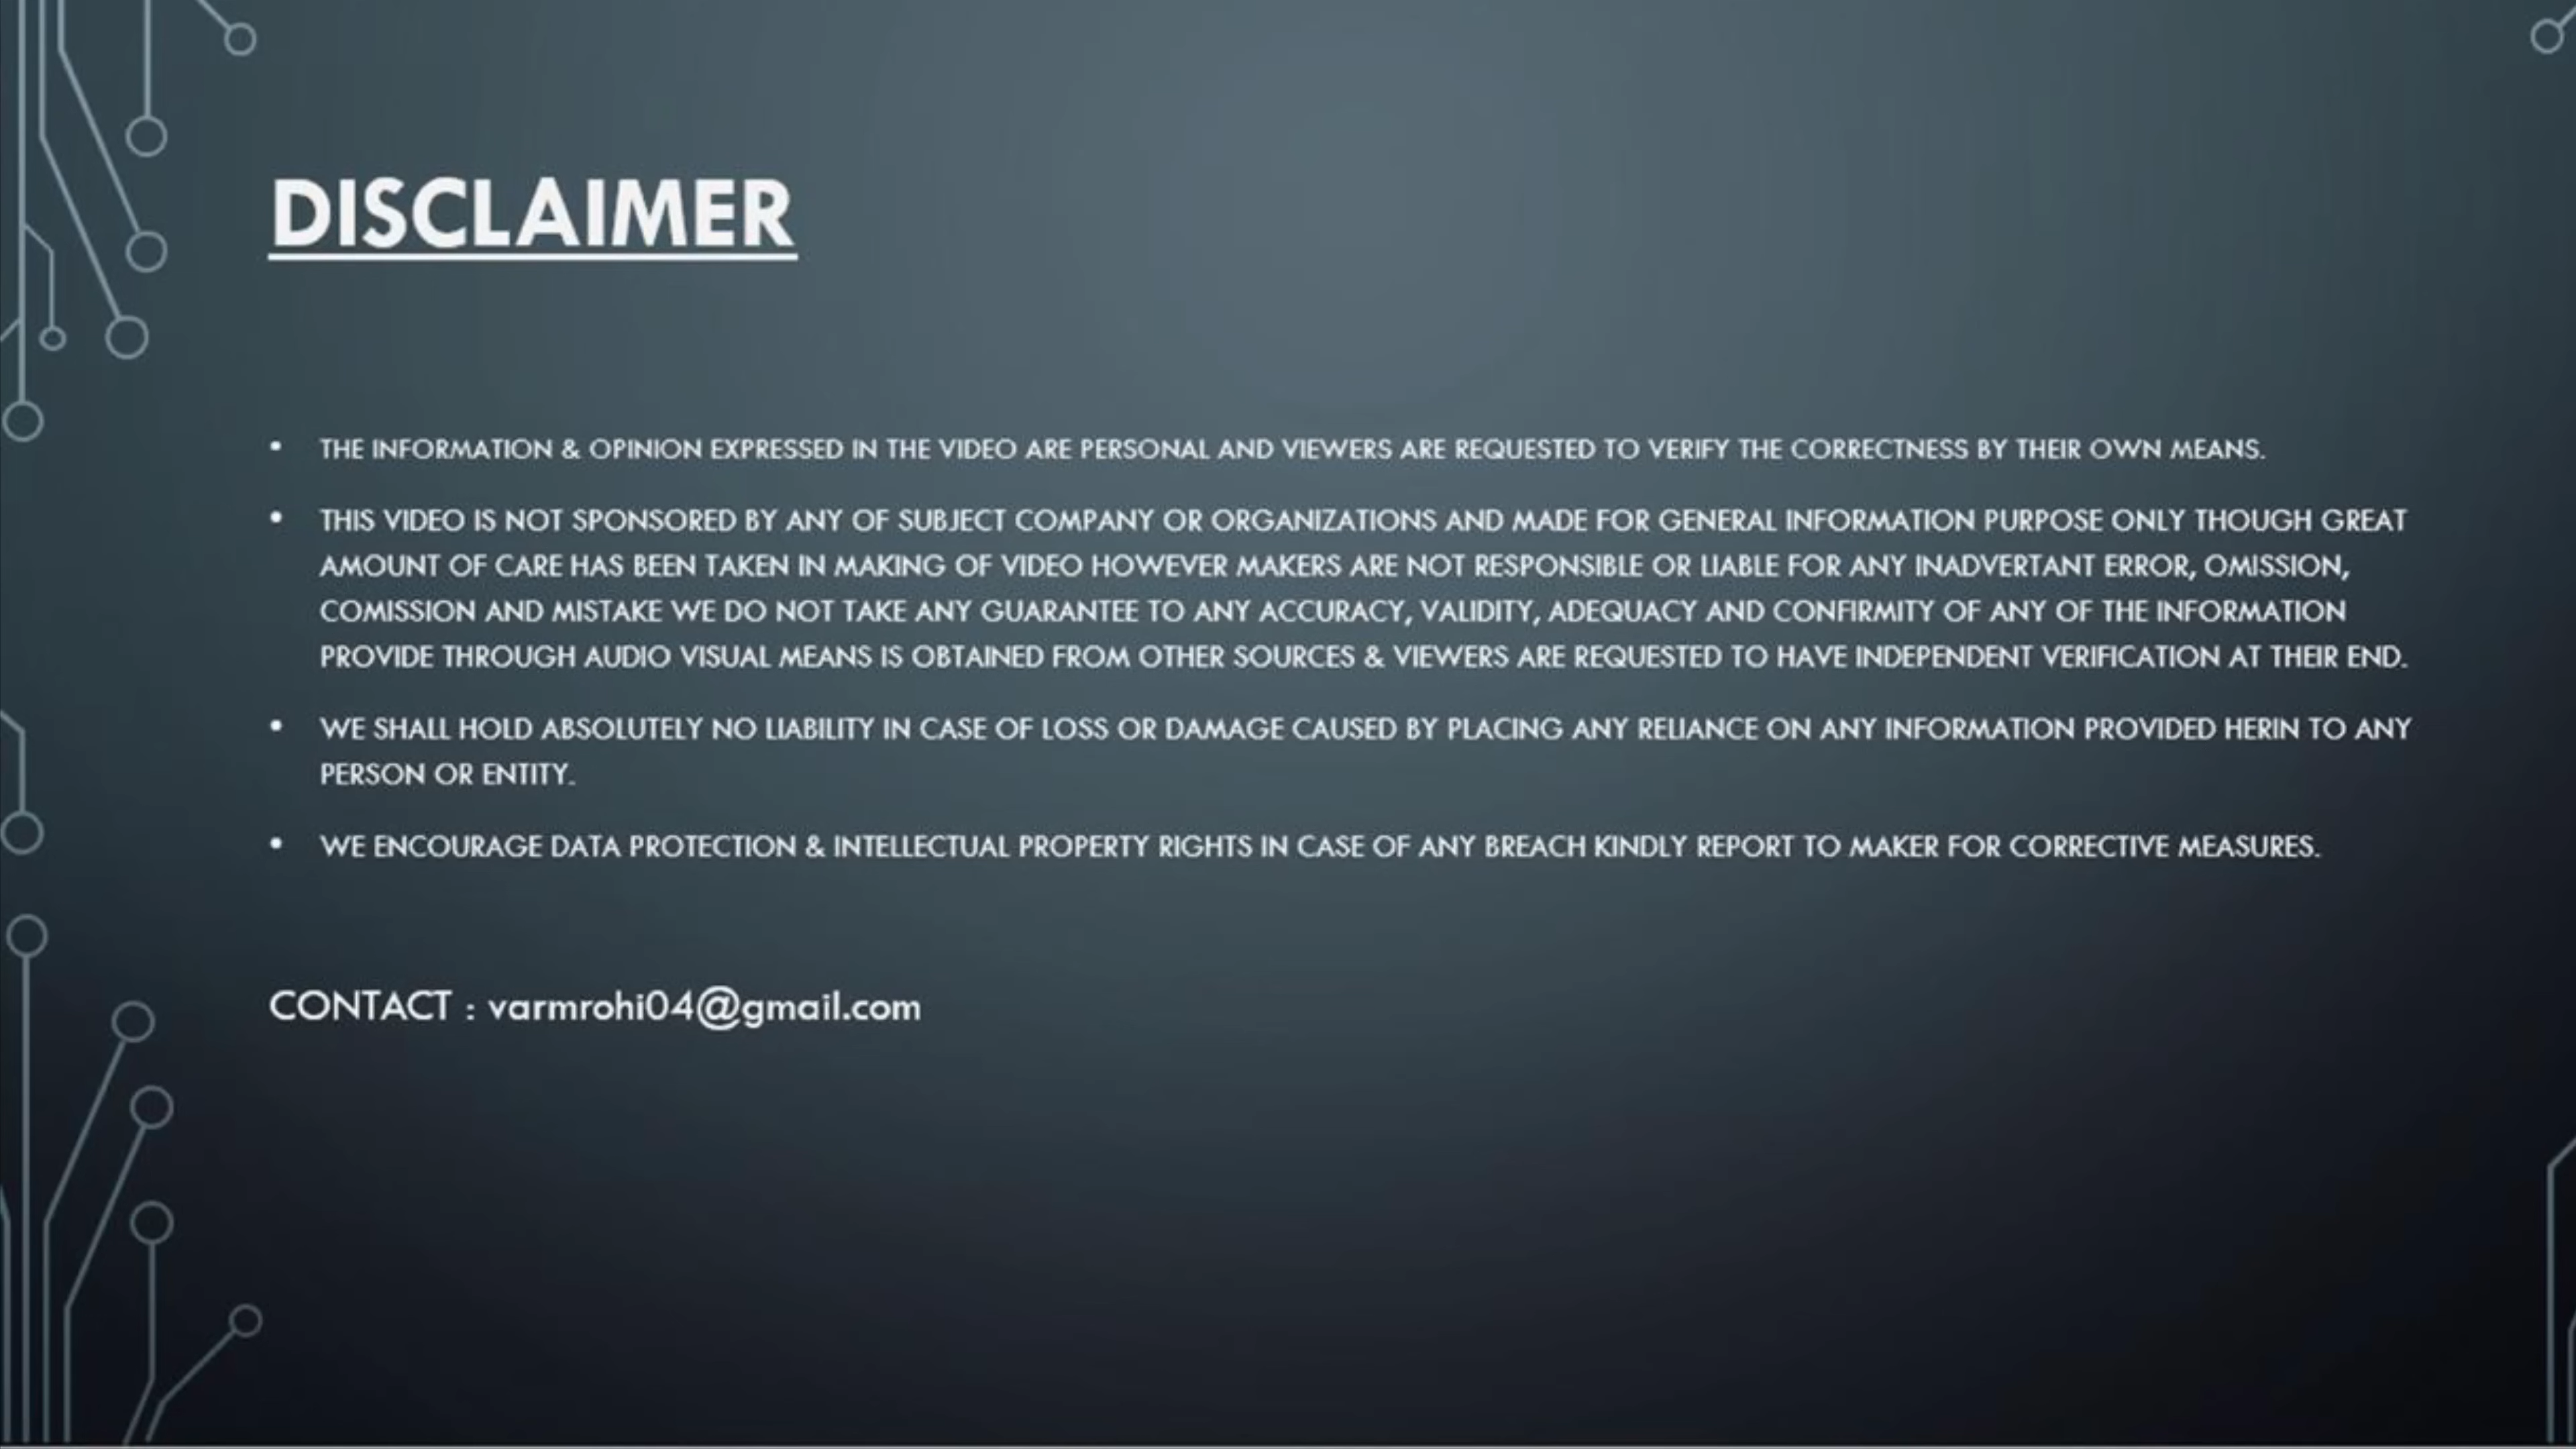 DISCLAIMER
• THE INFORMATION & OPINION EXPRESSED IN THE VIDEO ARE PERSONAL AND VIEWERS ARE REQUESTED TO VERIFY THE CORRECTNESS BY THEIR OWN MEANS.
• THIS VIDEO IS NOT SPONSORED BY ANY OF SUBJECT COMPANY OR ORGANIZATIONS AND MADE FOR GENERAL INFORMATION PURPOSE ONLY THOUGH GREAT
AMOUNT OF CARE HAS BEEN TAKEN IN MAKING OF VIDEO HOWEVER MAKERS ARE NOT RESPONSIBLE OR LIABLE FOR ANY INADVERTANT ERROR, OMISSION,
COMISSION AND MISTAKE WE DO NOT TAKE ANY GUARANTEE TO ANY ACCURACY, VALIDITY, ADEQUACY AND CONFIRMITY OF ANY OF THE INFORMATION
PROVIDE THROUGH AUDIO VISUAL MEANS IS OBTAINED FROM OTHER SOURCES & VIEWERS ARE REQUESTED TO HAVE INDEPENDENT VERIFICATION AT THEIR END.
• WE SHALL HOLD ABSOLUTELY NO LIABILITY IN CASE OF LOSS OR DAMAGE CAUSED BY PLACING ANY RELIANCE ON ANY INFORMATION PROVIDED HERIN TO ANY
PERSON OR ENTITY.
• WE ENCOURAGE DATA PROTECTION & INTELLECTUAL PROPERTY RIGHTS IN CASE OF ANY BREACH KINDLY REPORT TO MAKER FOR CORRECTIVE MEASURES.
CONTACT : varmrohi04@gmail.com